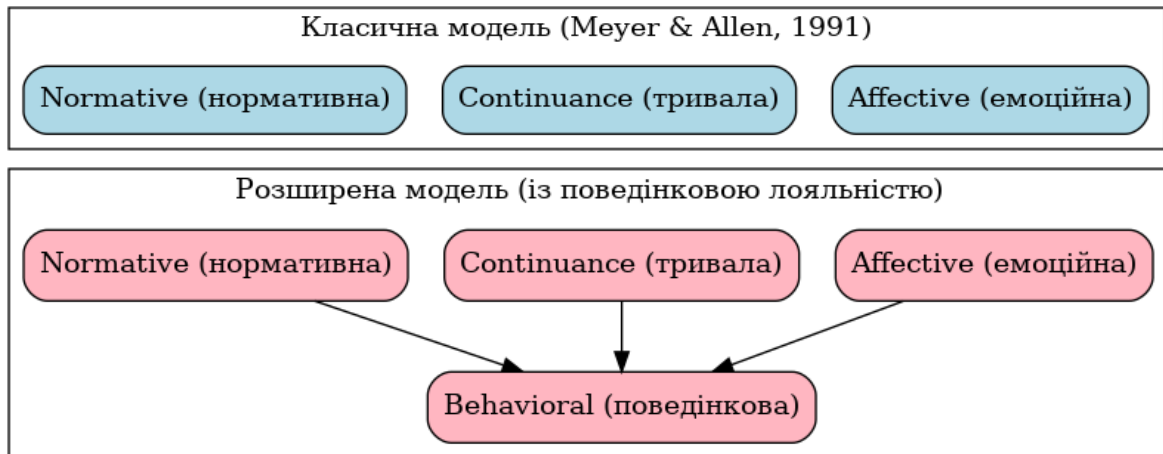 Класична модель (Meyer & Allen, 1991)
Normative (нормативна)
Continuance (тривала)
Affective (емоційна)
Розширена модель (із поведінковою лояльністю)
Normative (нормативна)
Continuance (тривала)
Affective (емоційна)
Behavioral (поведінкова)